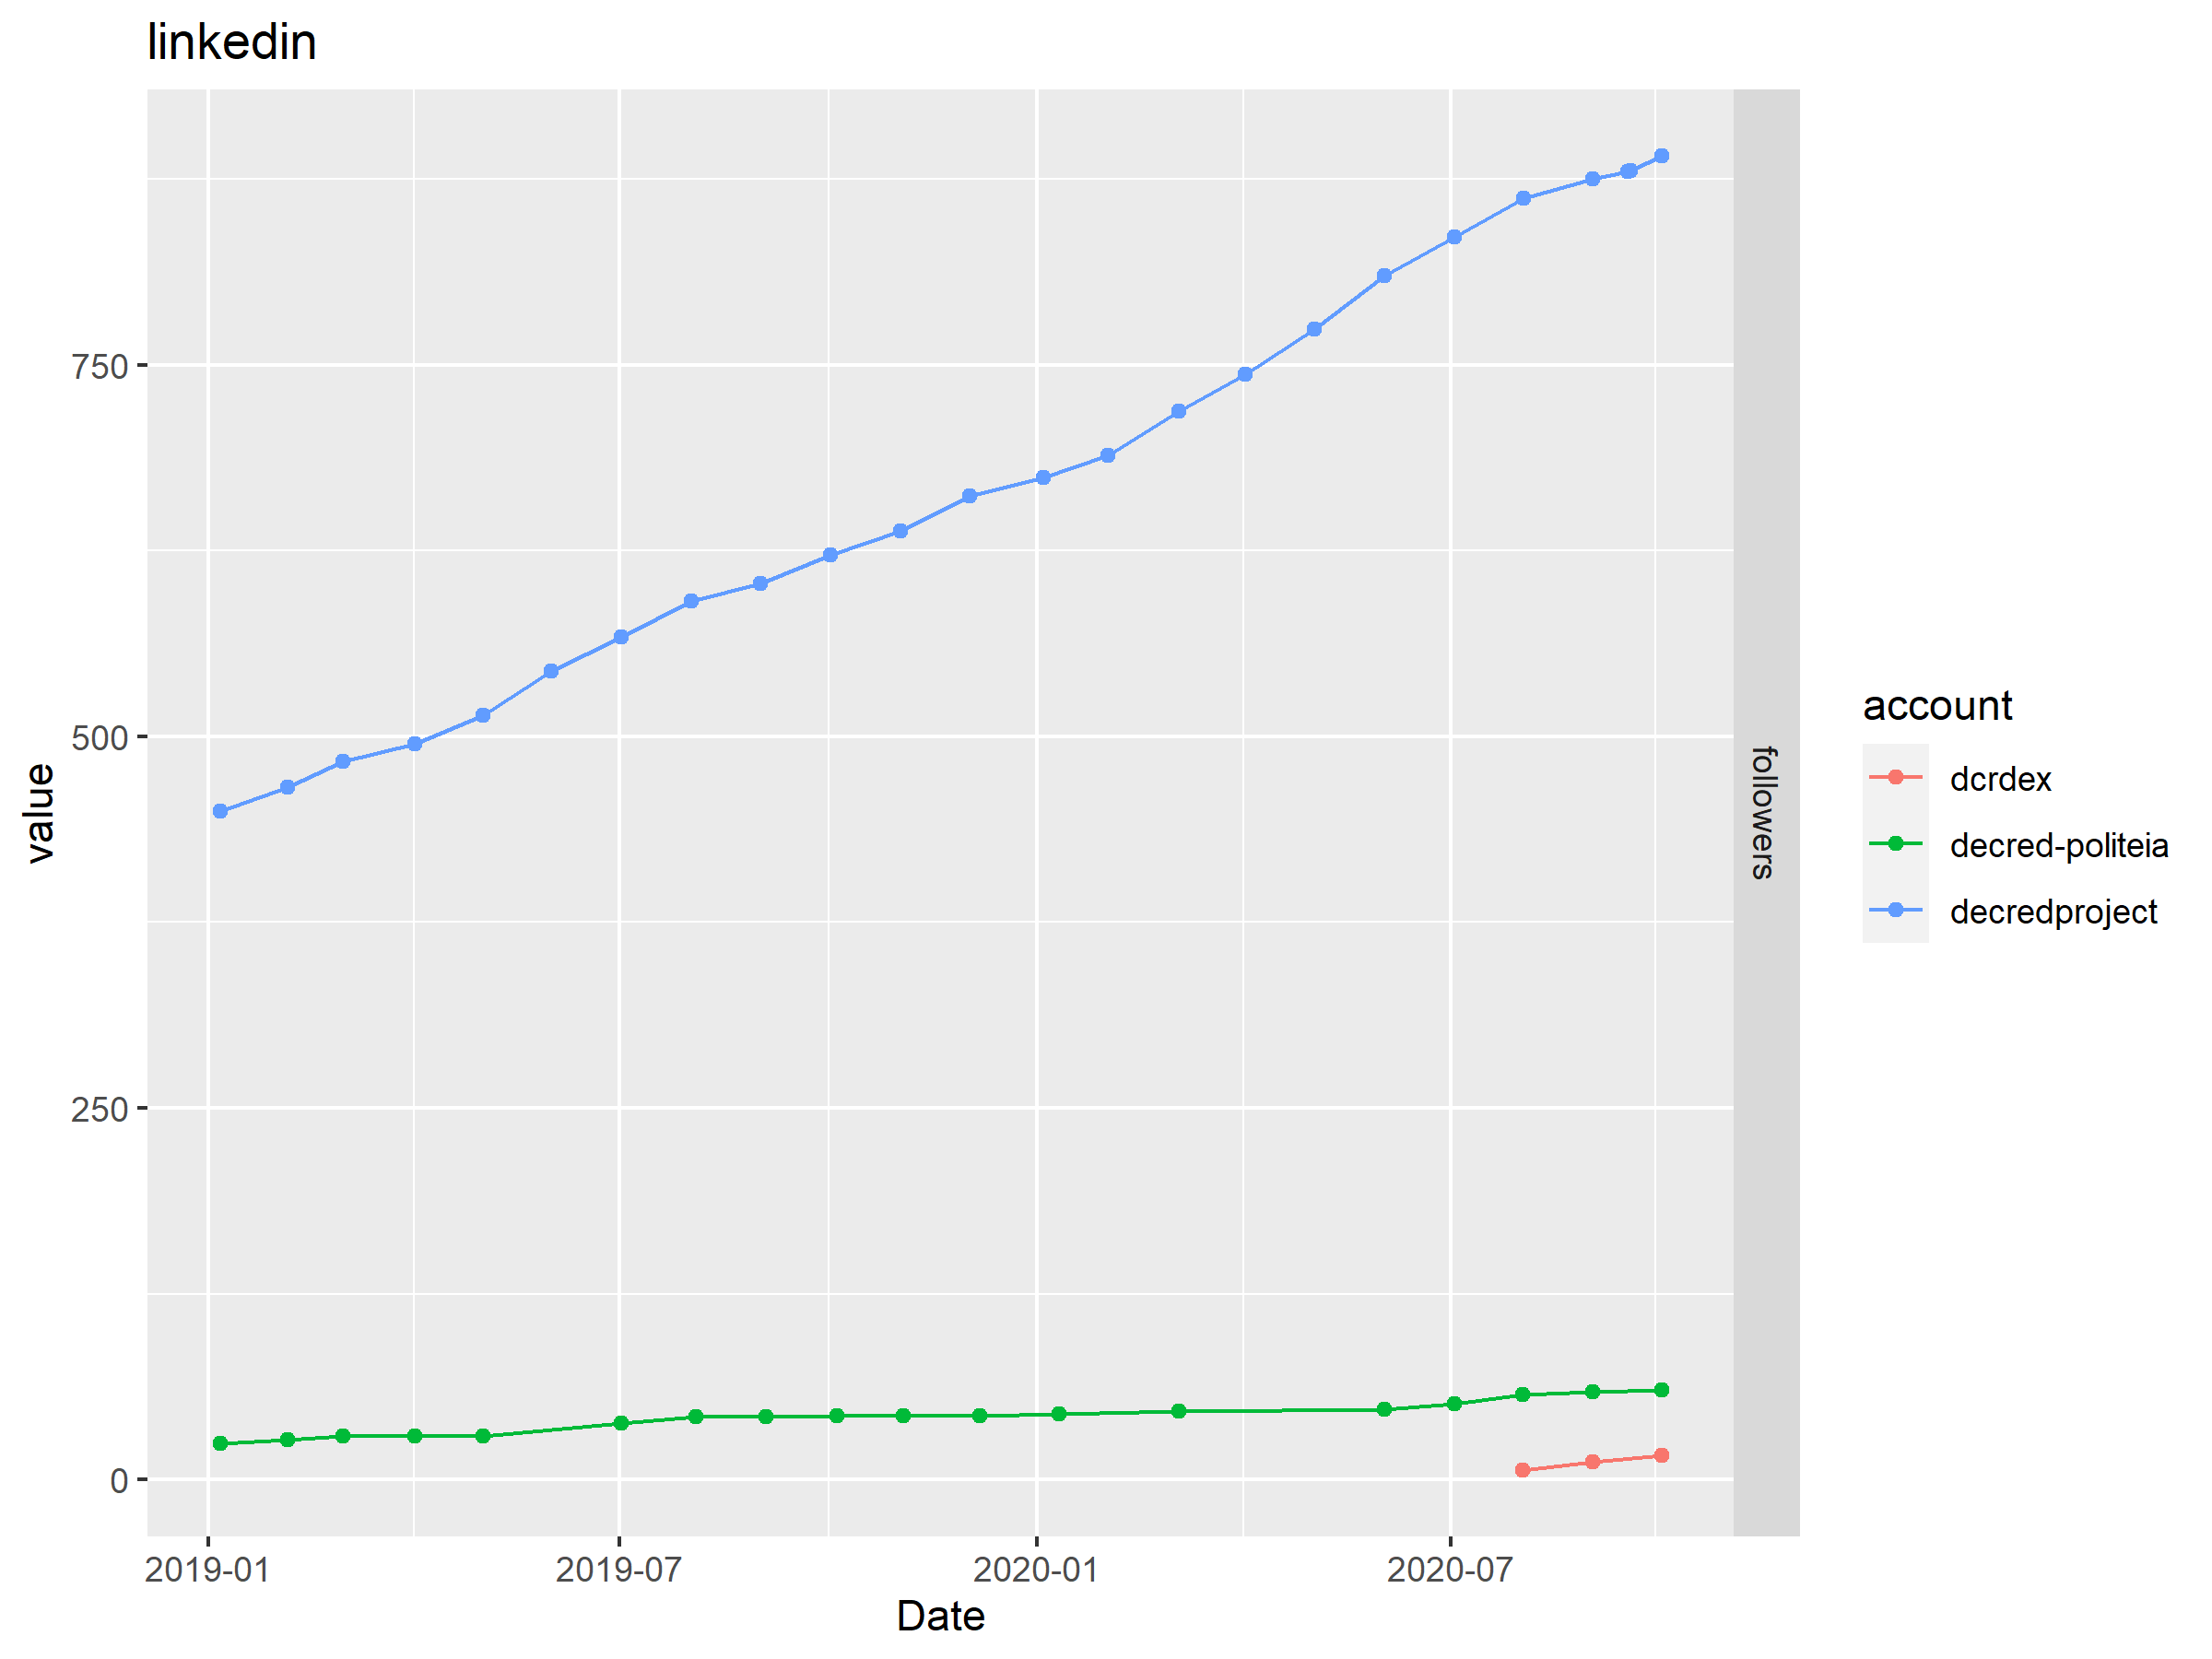 linkedin
value
750
500
250
0
2019-01
2019-07
2020-01
2020-07
Date
followers
account
dcrdex
decred-politeia
decredproject